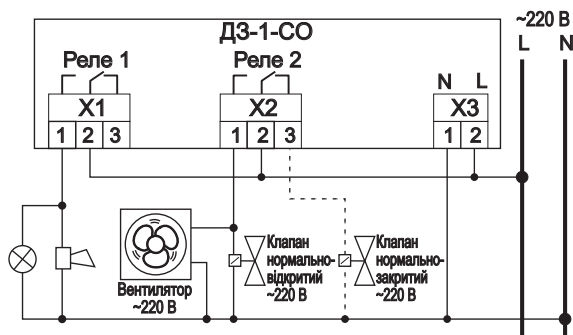 ДЗ-1-СО
~220 В
L N
Реле 1 Реле 2
N L
X1 X2 X3
1 2 3 1 2 3 1 2
Клапан
нормально-
відкритий
~220 В
Клапан
нормально-
закритий
~220 В
Вентилятор
~220 В